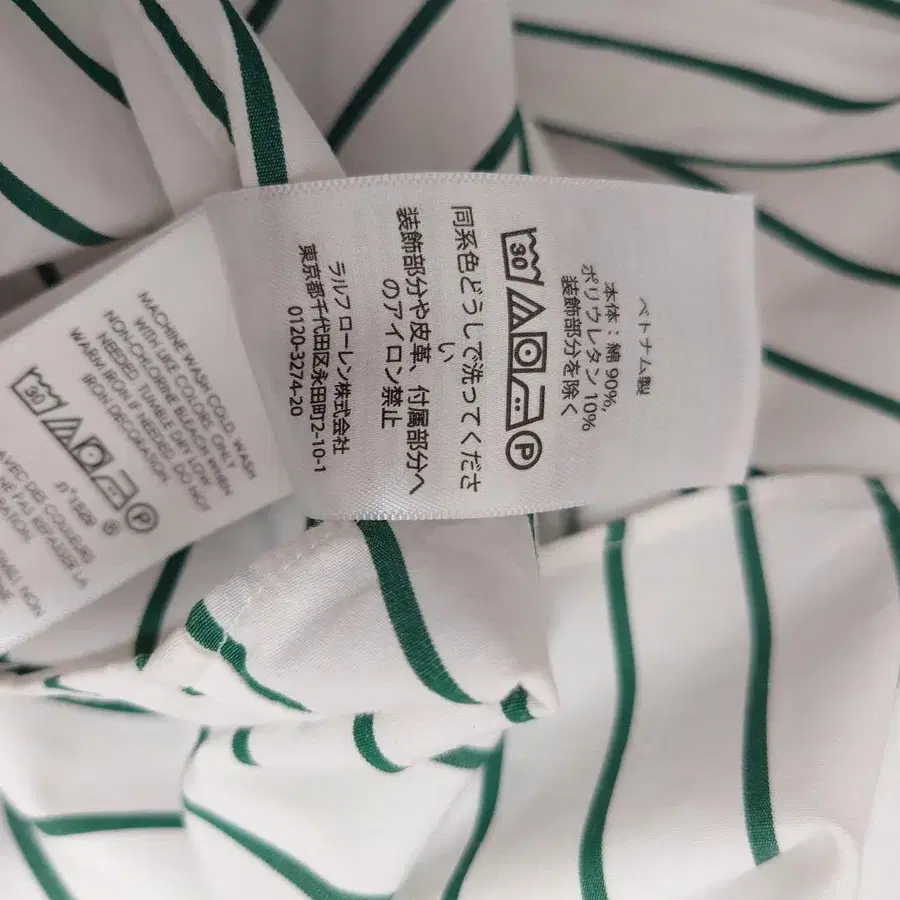 ベトナム製
本体：綿 90%,
ポリウレタン 10%
装飾部分を除く
30 P
同系色どうしで洗ってくださ
い
装飾部分や皮革、付属部分へ
のアイロン禁止
ラルフローレン株式会社
東京都千代田区永田町2-10-1
0120-3274-20
MACHINE WASH COLD. WASH
WITH LIKE COLORS ONLY
NON-CHLORINE BLEACH WHEN
NEEDED. TUMBLE DRY LOW
WARM IRON IF NEEDED. DO NOT
IRON DECORATION.
30 P
®
AVEC DES COULEURS
NE PAS REPASSER LA
NON